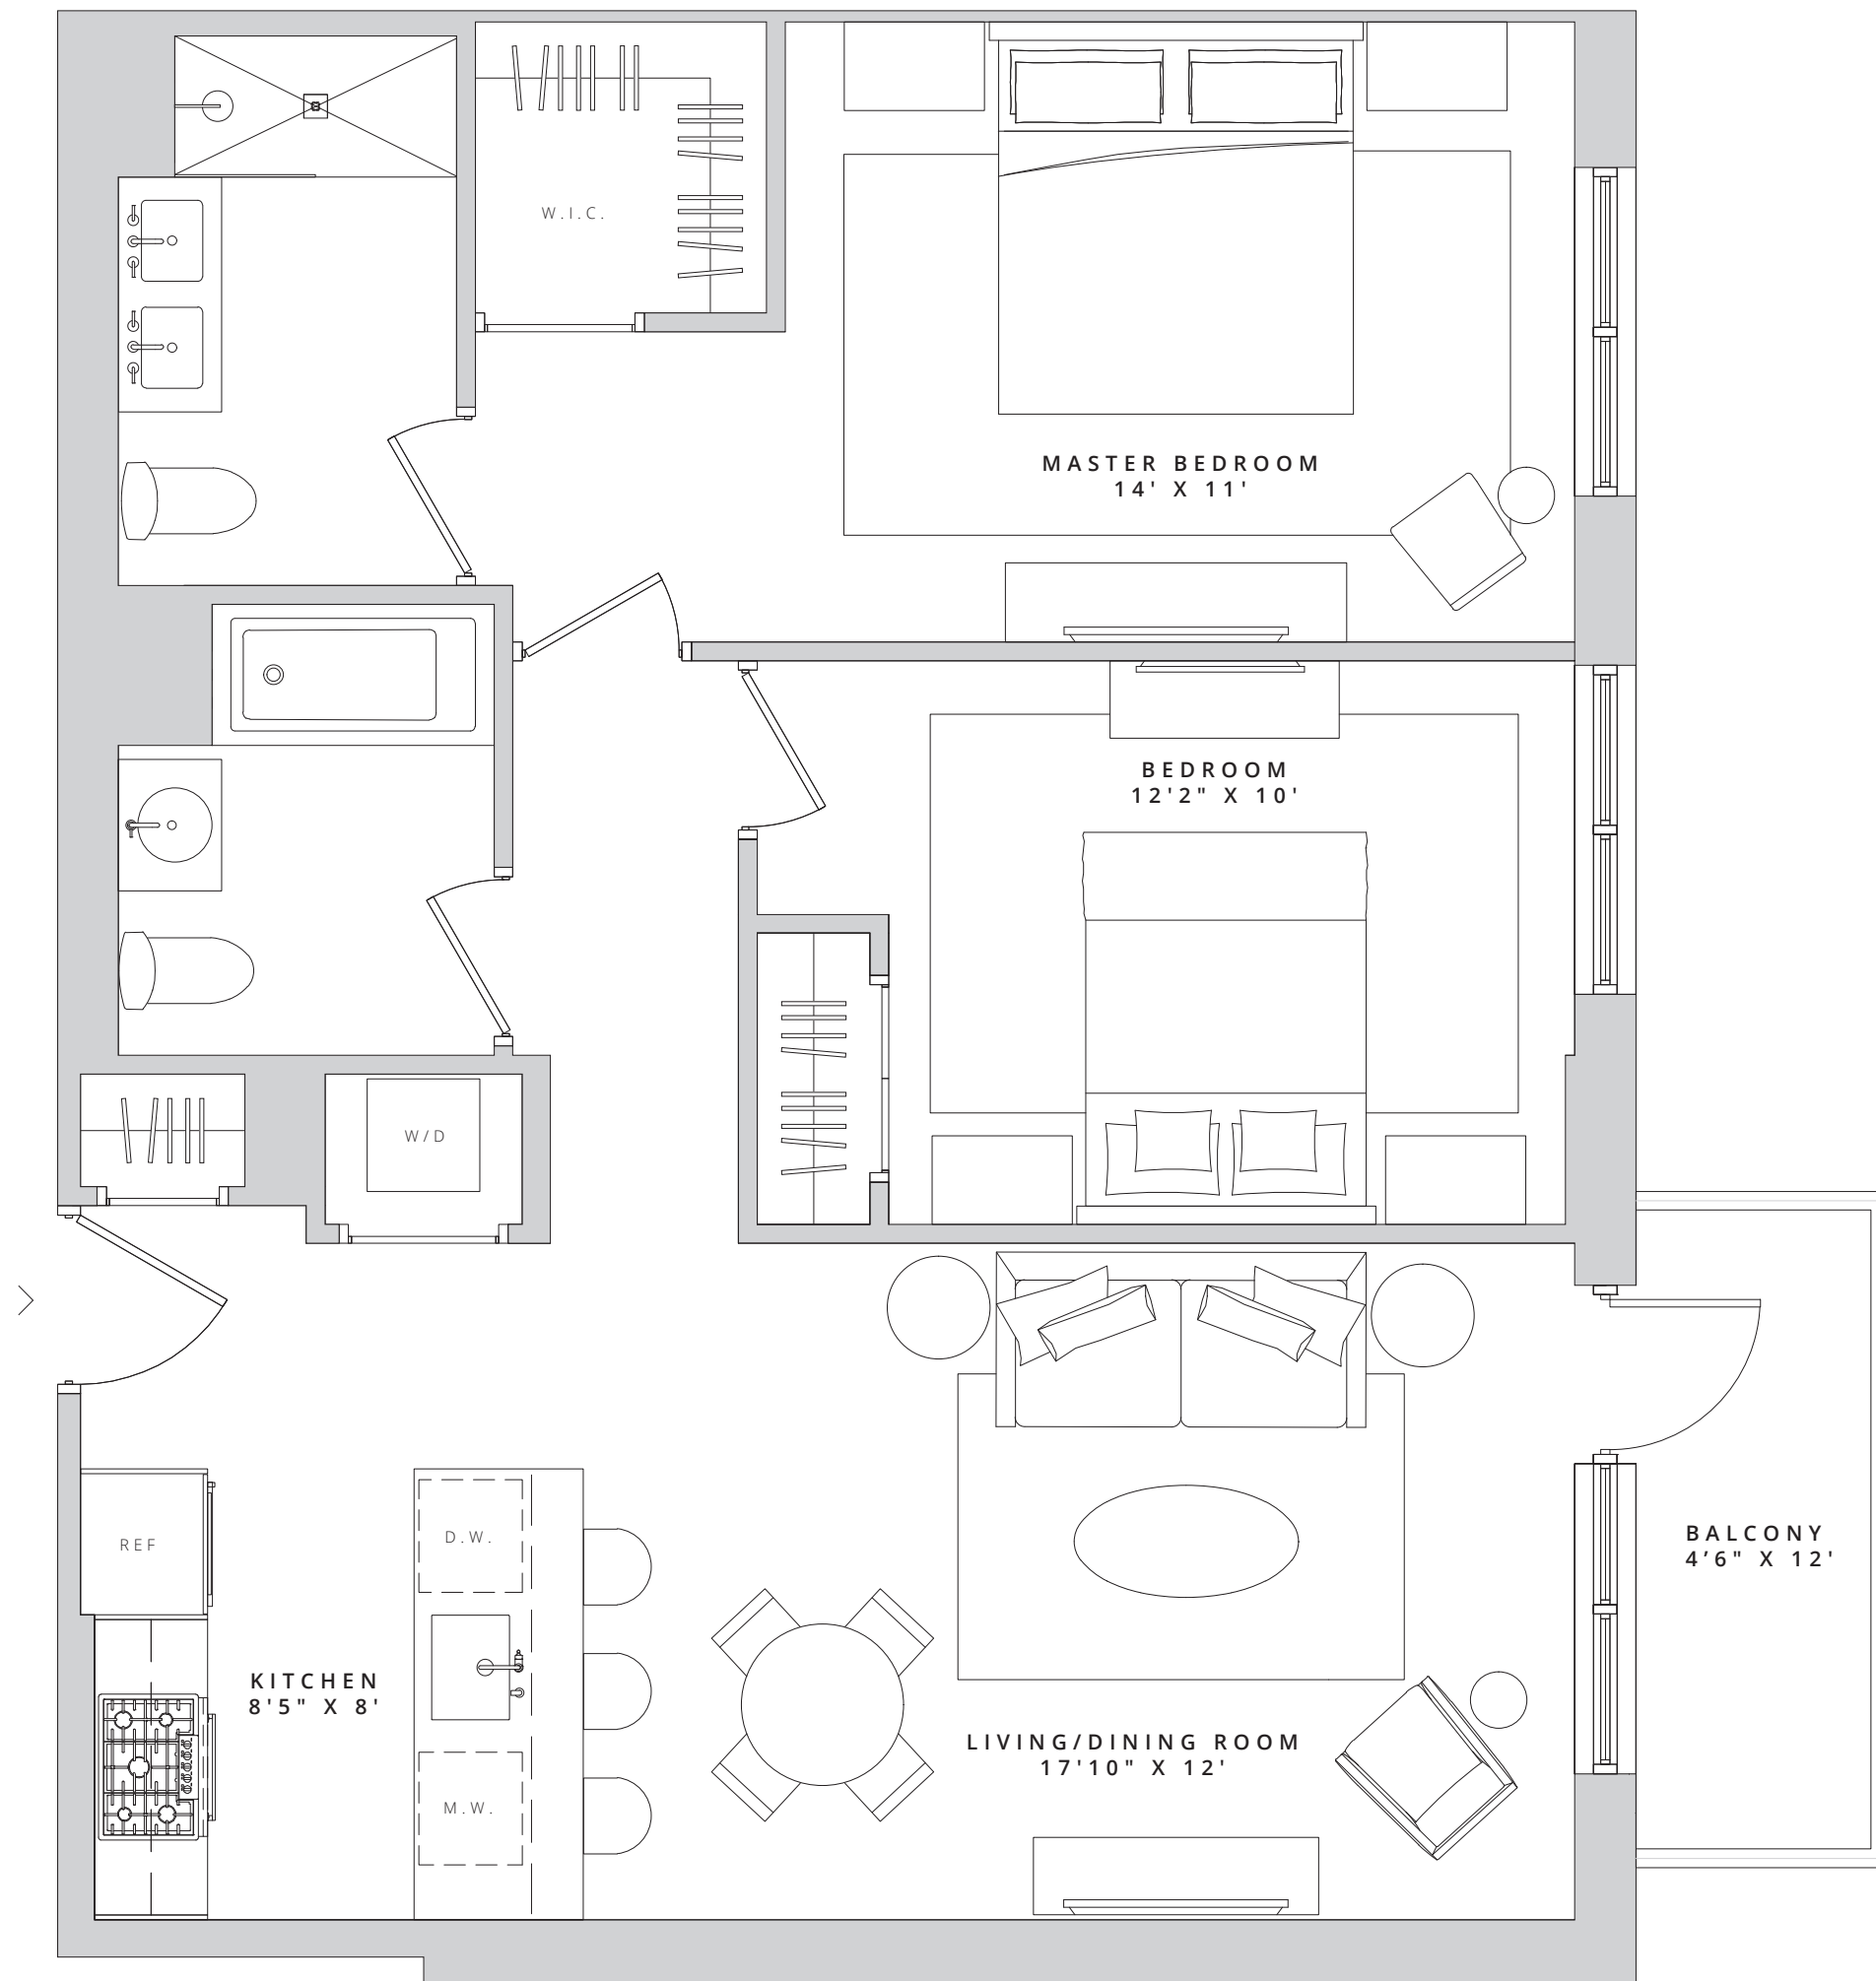 W.I.C.
MASTER BEDROOM
14' X 11'
BEDROOM
12'2" X 10'
W/D
REF
D.W.
BALCONY
4’6" X 12'
KITCHEN
8'5" X 8'
LIVING/DINING ROOM
17'10" X 12'
M.W.